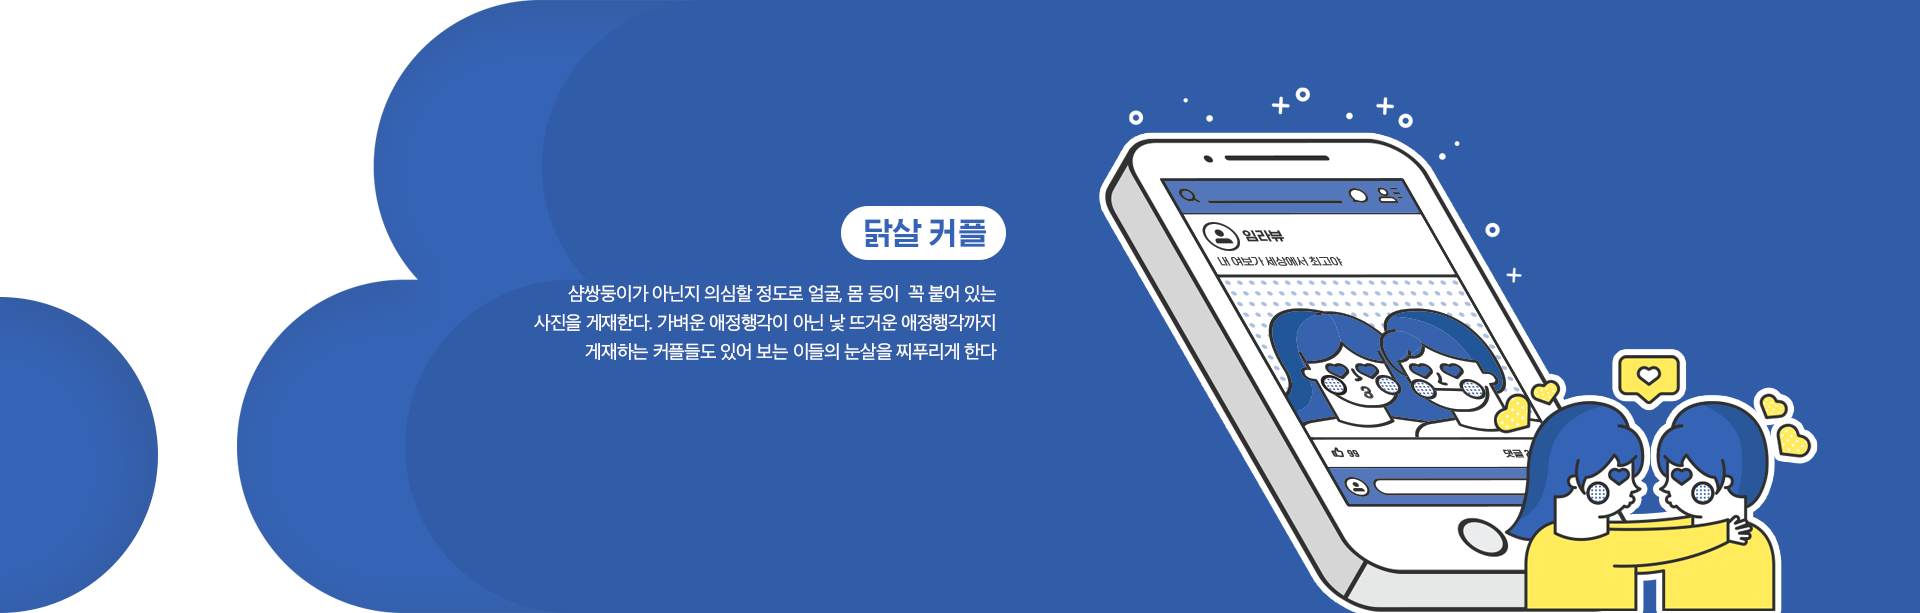 닭살 커플
샴쌍둥이가 아닌지 의심할 정도로 얼굴, 몸 등이 꼭 붙어 있는
사진을 게재한다. 가벼운 애정행각이 아닌 낯 뜨거운 애정행각까지
게재하는 커플들도 있어 보는 이들의 눈살을 찌푸리게 한다
임라뷰
내 여보가 세상에서 최고야
99 댓글